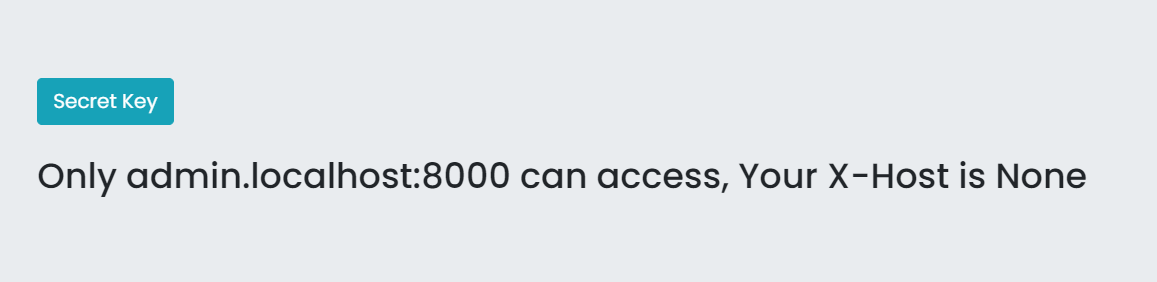 Secret Key
Only admin.localhost:8000 can access, Your X-Host is None